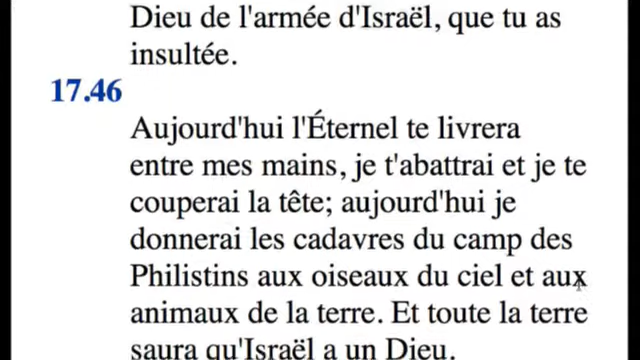 Dieu de l'armée d'Israël, que tu as
insultée.
17.46
Aujourd'hui l'Éternel te livrera
entre mes mains, je t'abattrai et je te
couperai la tête; aujourd'hui je
donnerai les cadavres du camp des
Philistins aux oiseaux du ciel et aux
animaux de la terre. Et toute la terre
saura qu'Israël a un Dieu.